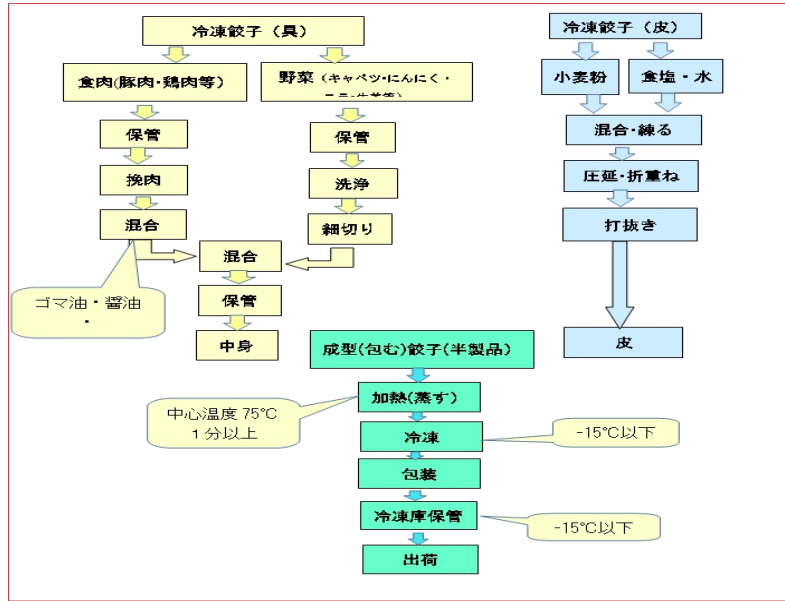 冷凍餃子（具）
食肉(豚肉・鶏肉等)
野菜（キャベツ・にんにく・
保管
挽肉
混合
保管
洗浄
細切り
ゴマ油・醤油
・
混合
保管
中身
冷凍餃子（皮）
小麦粉
食塩・水
混合・練る
圧延・折重ね
打抜き
皮
成型(包む)餃子(半製品）
加熱(蒸す）
中心温度 75℃
1 分以上
冷凍
-15℃以下
包装
冷凍庫保管
-15℃以下
出荷